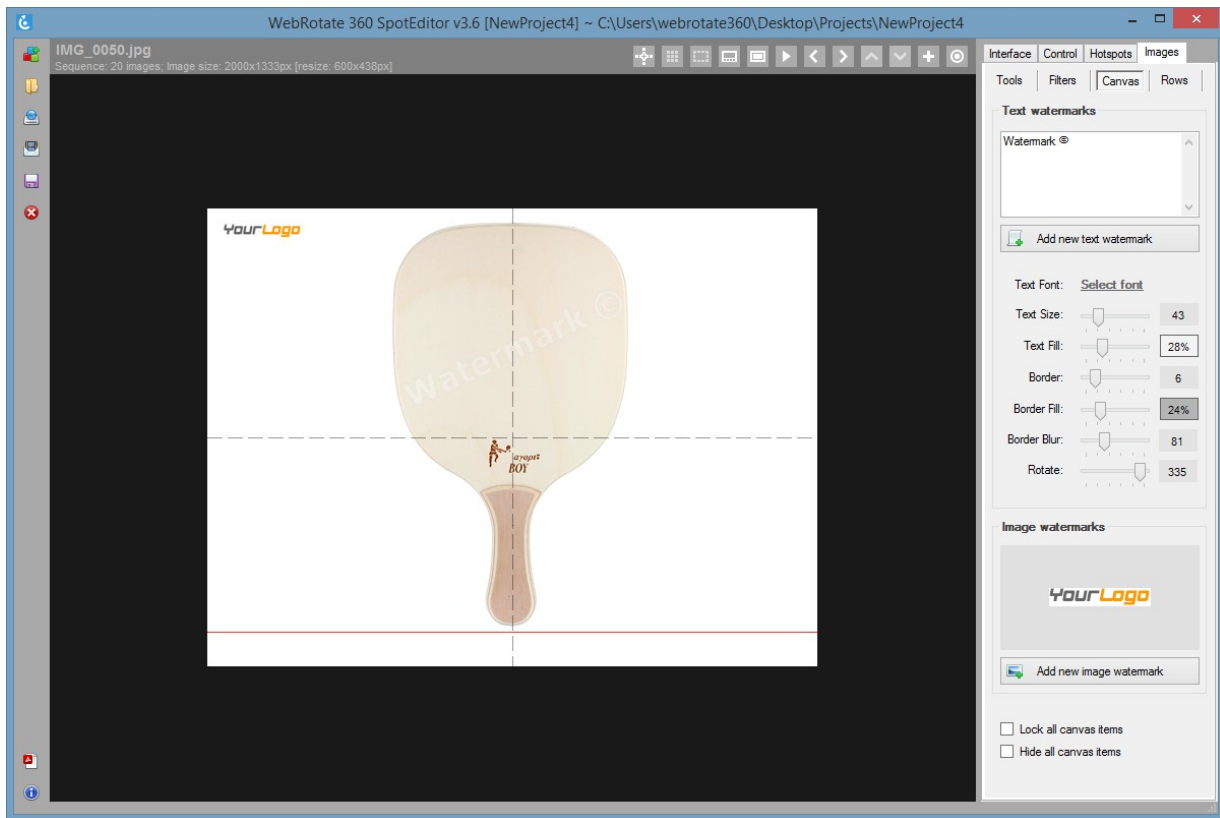 WebRotate 360 SpotEditor v3.6 [NewProject4] ~ C:\Users\webrotate360\Desktop\Projects\NewProject4
IMG_0050.jpg
Sequence: 20 images; Image size: 2000x1333px [resize: 600x438px]
Interface Control Hotspots Images
Tools Filters Canvas Rows
Text watermarks
Watermark ©
Add new text watermark
Text Font: Select font
Text Size: 43
Text Fill: 28%
Border: 6
Border Fill: 24%
Border Blur: 81
Rotate: 335
Image watermarks
YourLogo
Add new image watermark
Lock all canvas items
Hide all canvas items
YourLogo
Watermark ©
BOY